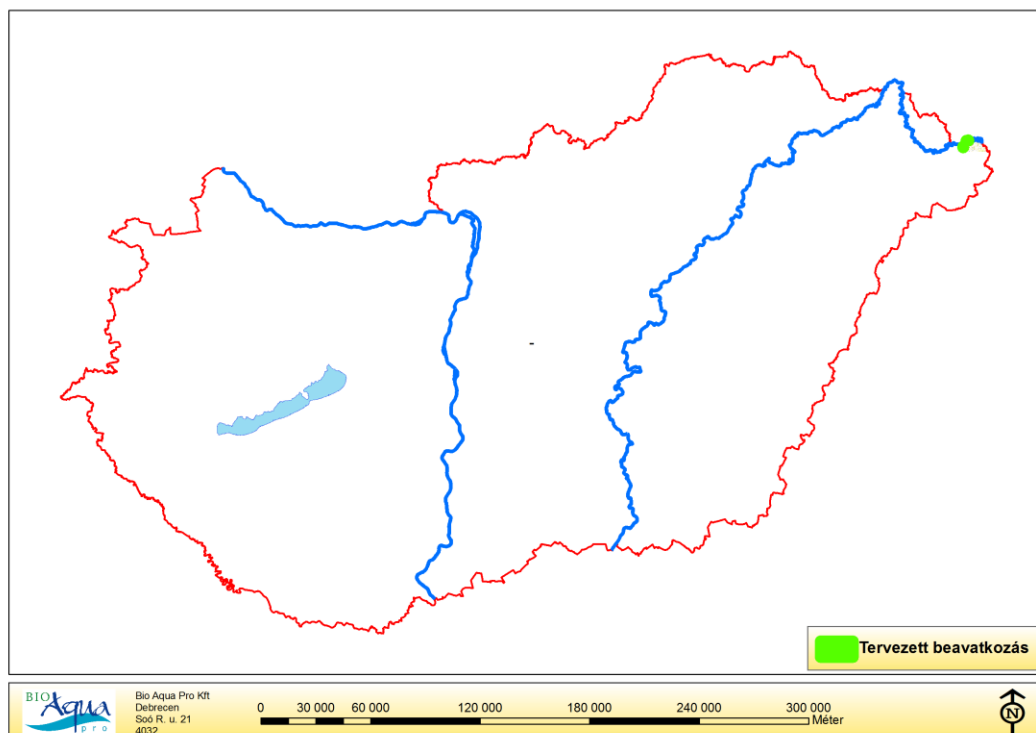 Tervezett beavatkozás
BIO
Aqua
pro
Bio Aqua Pro Kft
Debrecen
Soó R. u. 21
4032
0 30 000 60 000 120 000 180 000 240 000 300 000
Méter
N